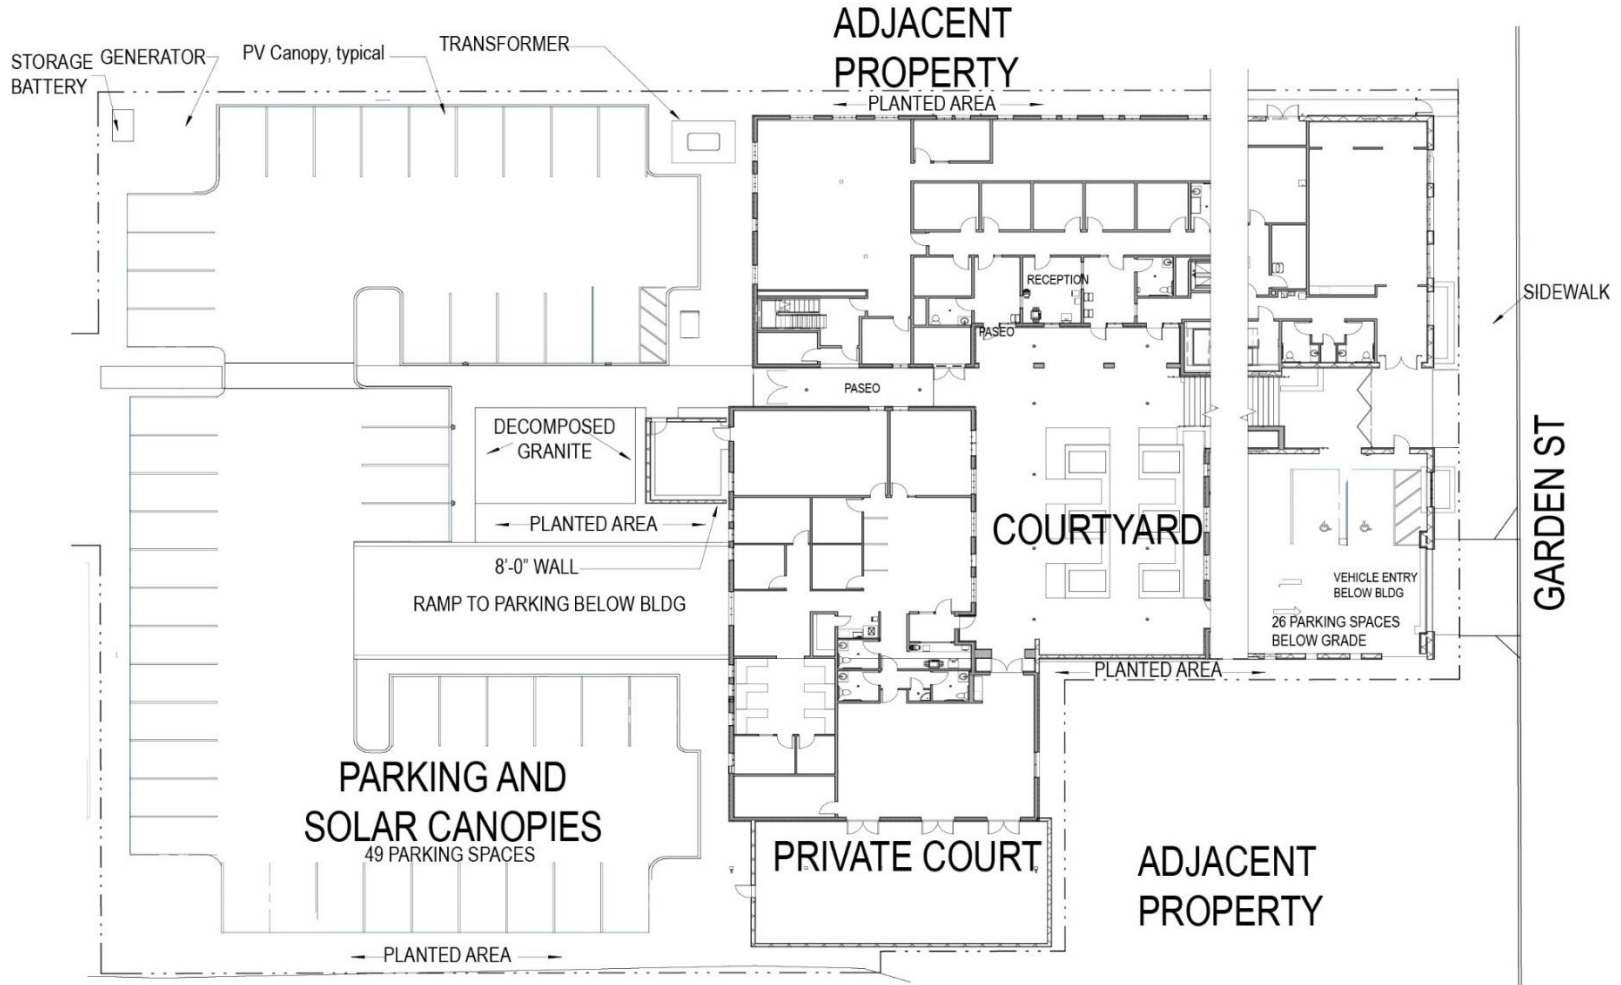 ADJACENT
PROPERTY
STORAGE
BATTERY
GENERATOR
PV Canopy, typical
TRANSFORMER
PLANTED AREA
RECEPTION
PASEO
SIDEWALK
PASEO
DECOMPOSED
GRANITE
PLANTED AREA
8'-0" WALL
RAMP TO PARKING BELOW BLDG
COURTYARD
VEHICLE ENTRY
BELOW BLDG
26 PARKING SPACES
BELOW GRADE
GARDEN ST
PLANTED AREA
PARKING AND
SOLAR CANOPIES
49 PARKING SPACES
PRIVATE COURT
ADJACENT
PROPERTY
PLANTED AREA